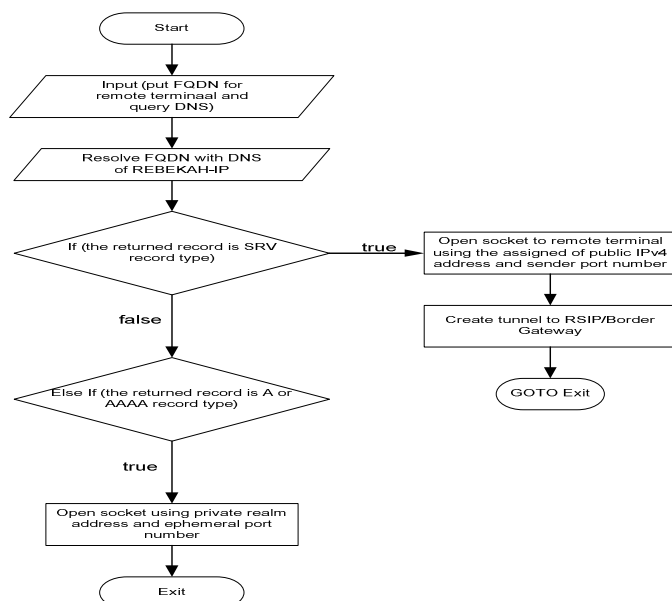 Start
Input (put FQDN for
remote terminaal and
query DNS)
Resolve FQDN with DNS
of REBEKAH-IP
If (the returned record is SRV
record type)
true
Open socket to remote terminal
using the assigned of public IPv4
address and sender port number
Create tunnel to RSIP/Border
Gateway
GOTO Exit
false
Else If (the returned record is A or
AAAA record type)
true
Open socket using private realm
address and ephemeral port
number
Exit